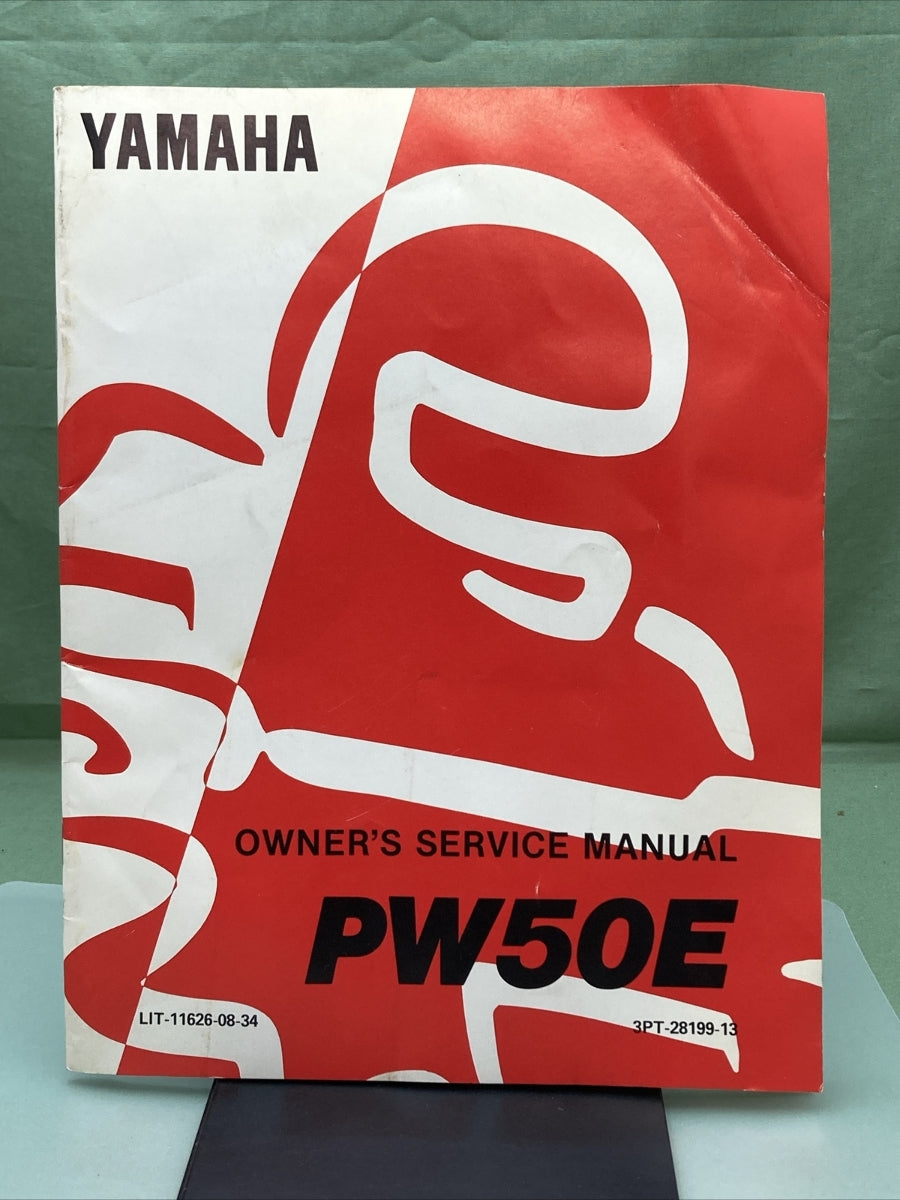 YAMAHA
OWNER'S SERVICE MANUAL
PW50E
LIT-11626-08-34
3PT-28199-13